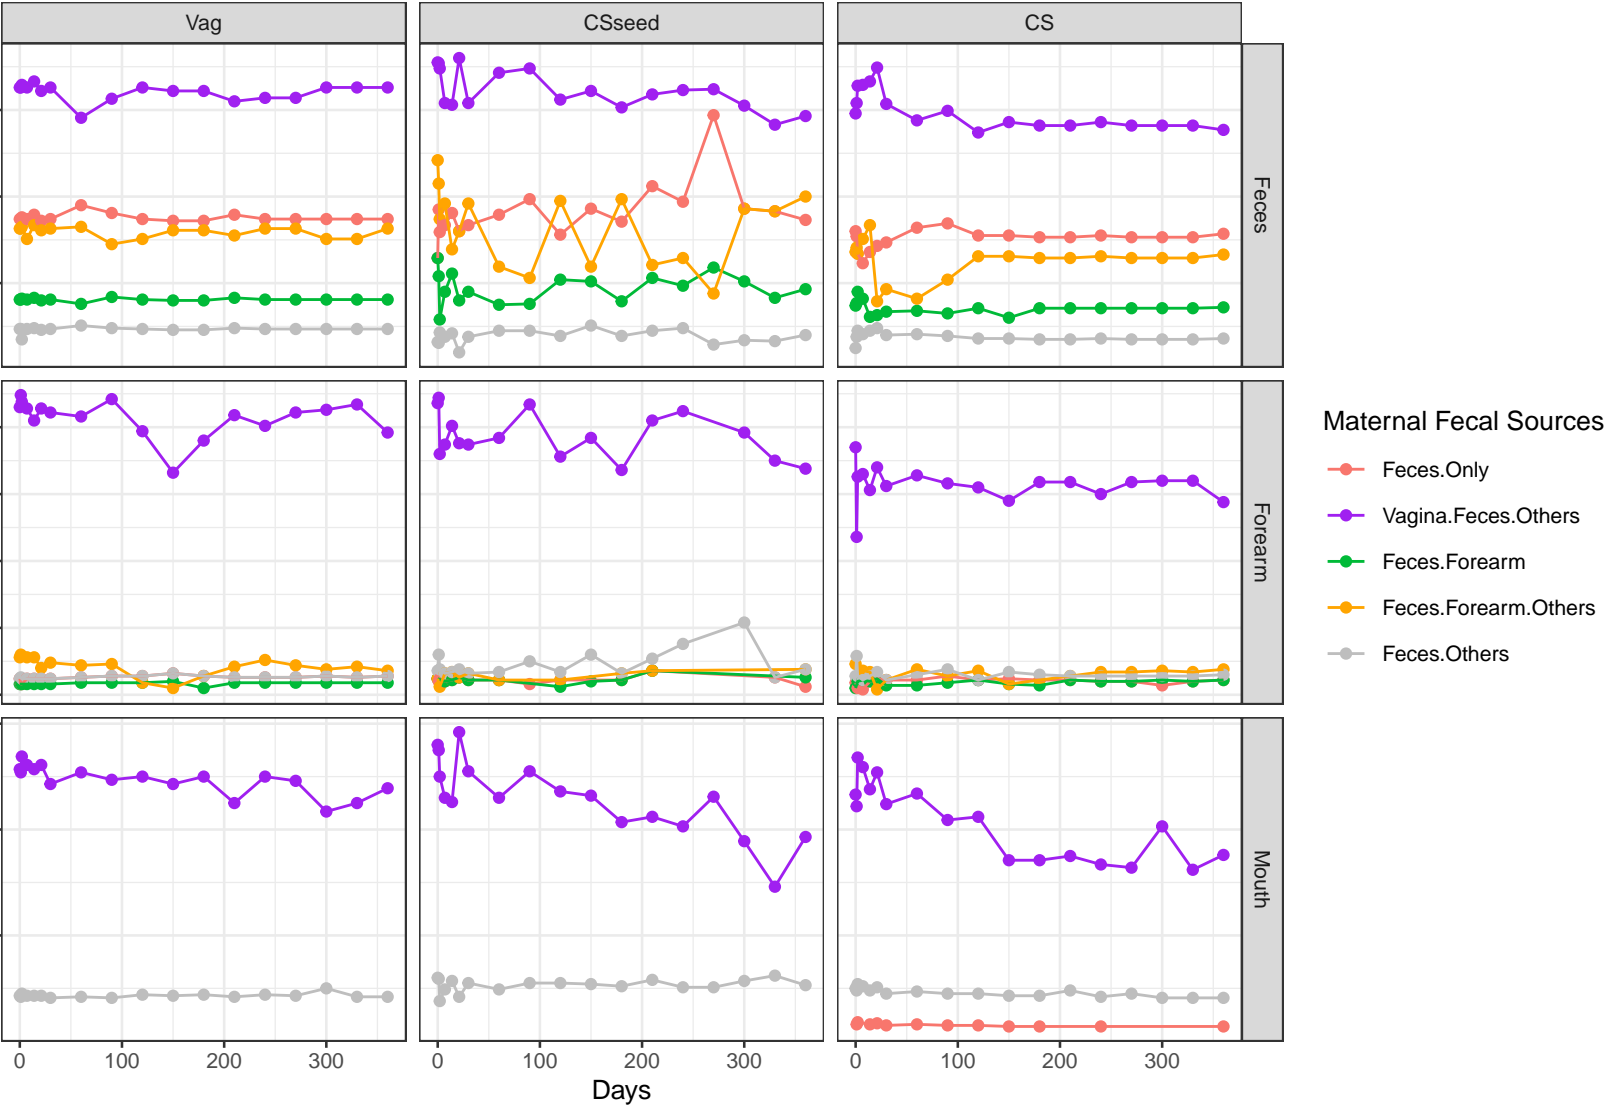 Vag CSseed CS
Feces
Forearm
Mouth
0 100 200 300 0 100 200 300 0 100 200 300
Days
Maternal Fecal Sources
Feces.Only
Vagina.Feces.Others
Feces.Forearm
Feces.Forearm.Others
Feces.Others